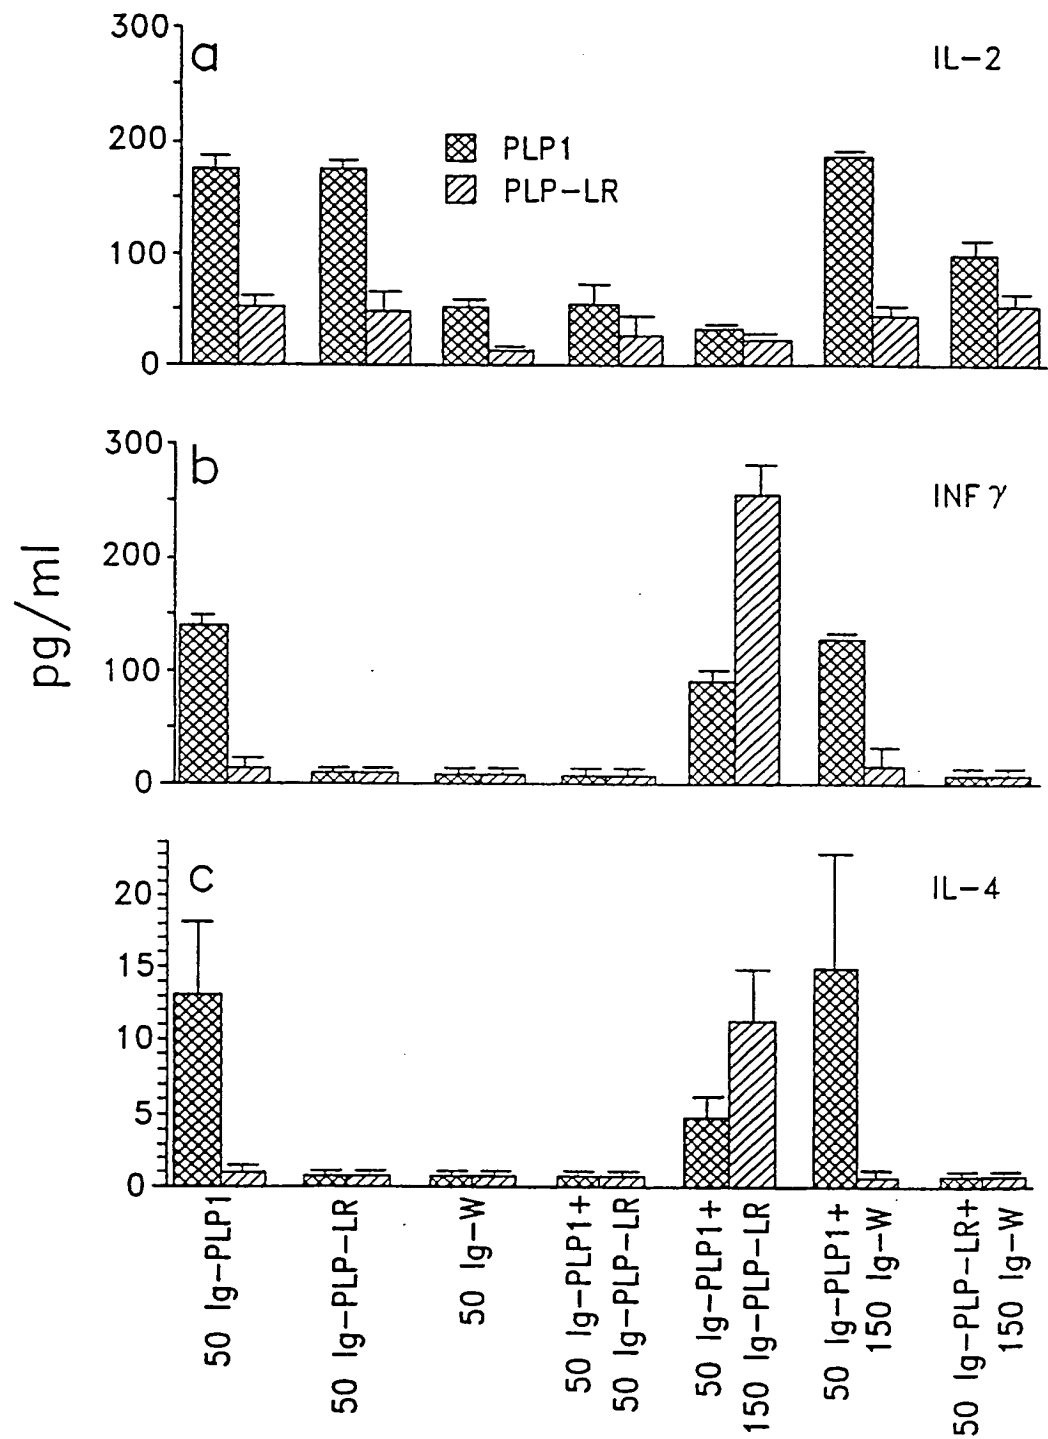 300
a
IL-2
200
PLP1
PLP-LR
100
0
300
b
INF γ
200
100
0
pg/ml
c
IL-4
20
15
10
5
0
50 Ig-PLP1
50 Ig-PLP-LR
50 Ig-W
50 Ig-PLP1+
50 Ig-PLP-LR
50 Ig-PLP1+
150 Ig-PLP-LR
50 Ig-PLP1+
150 Ig-W
50 Ig-PLP-LR+
150 Ig-W